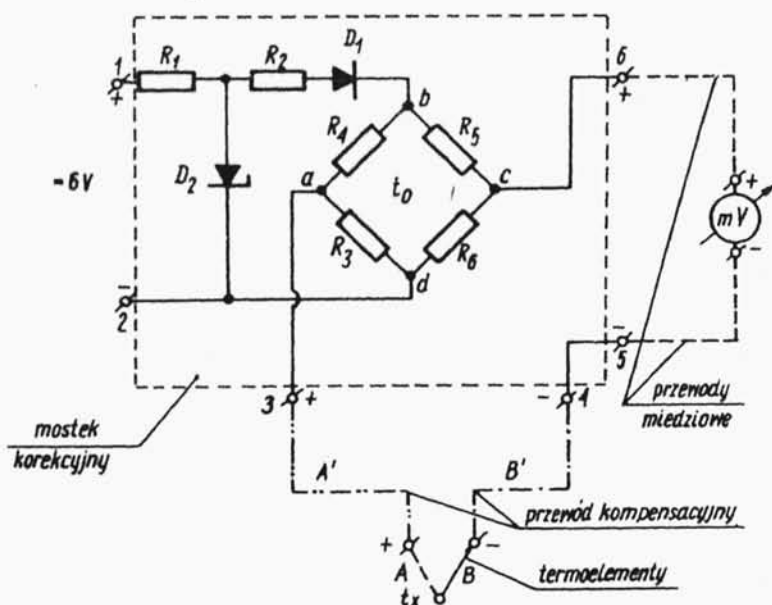 D1
1
R1
R2
6
+
b
+
R4
R5
D2
a
t0
c
= 6V
+
mV
R3
R6
-
d
-
2
-
5
3 +
- 4
przewody
miedziowe
mostek
korekcyjny
A' B'
przewód kompensacyjny
+ -
A B
termoelementy
tx